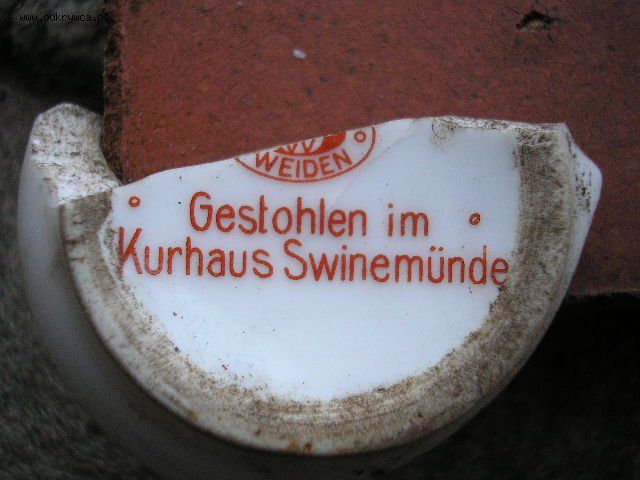 www.odkrywca.pl
WEIDEN
Gestohlen im
Kurhaus Swinemünde